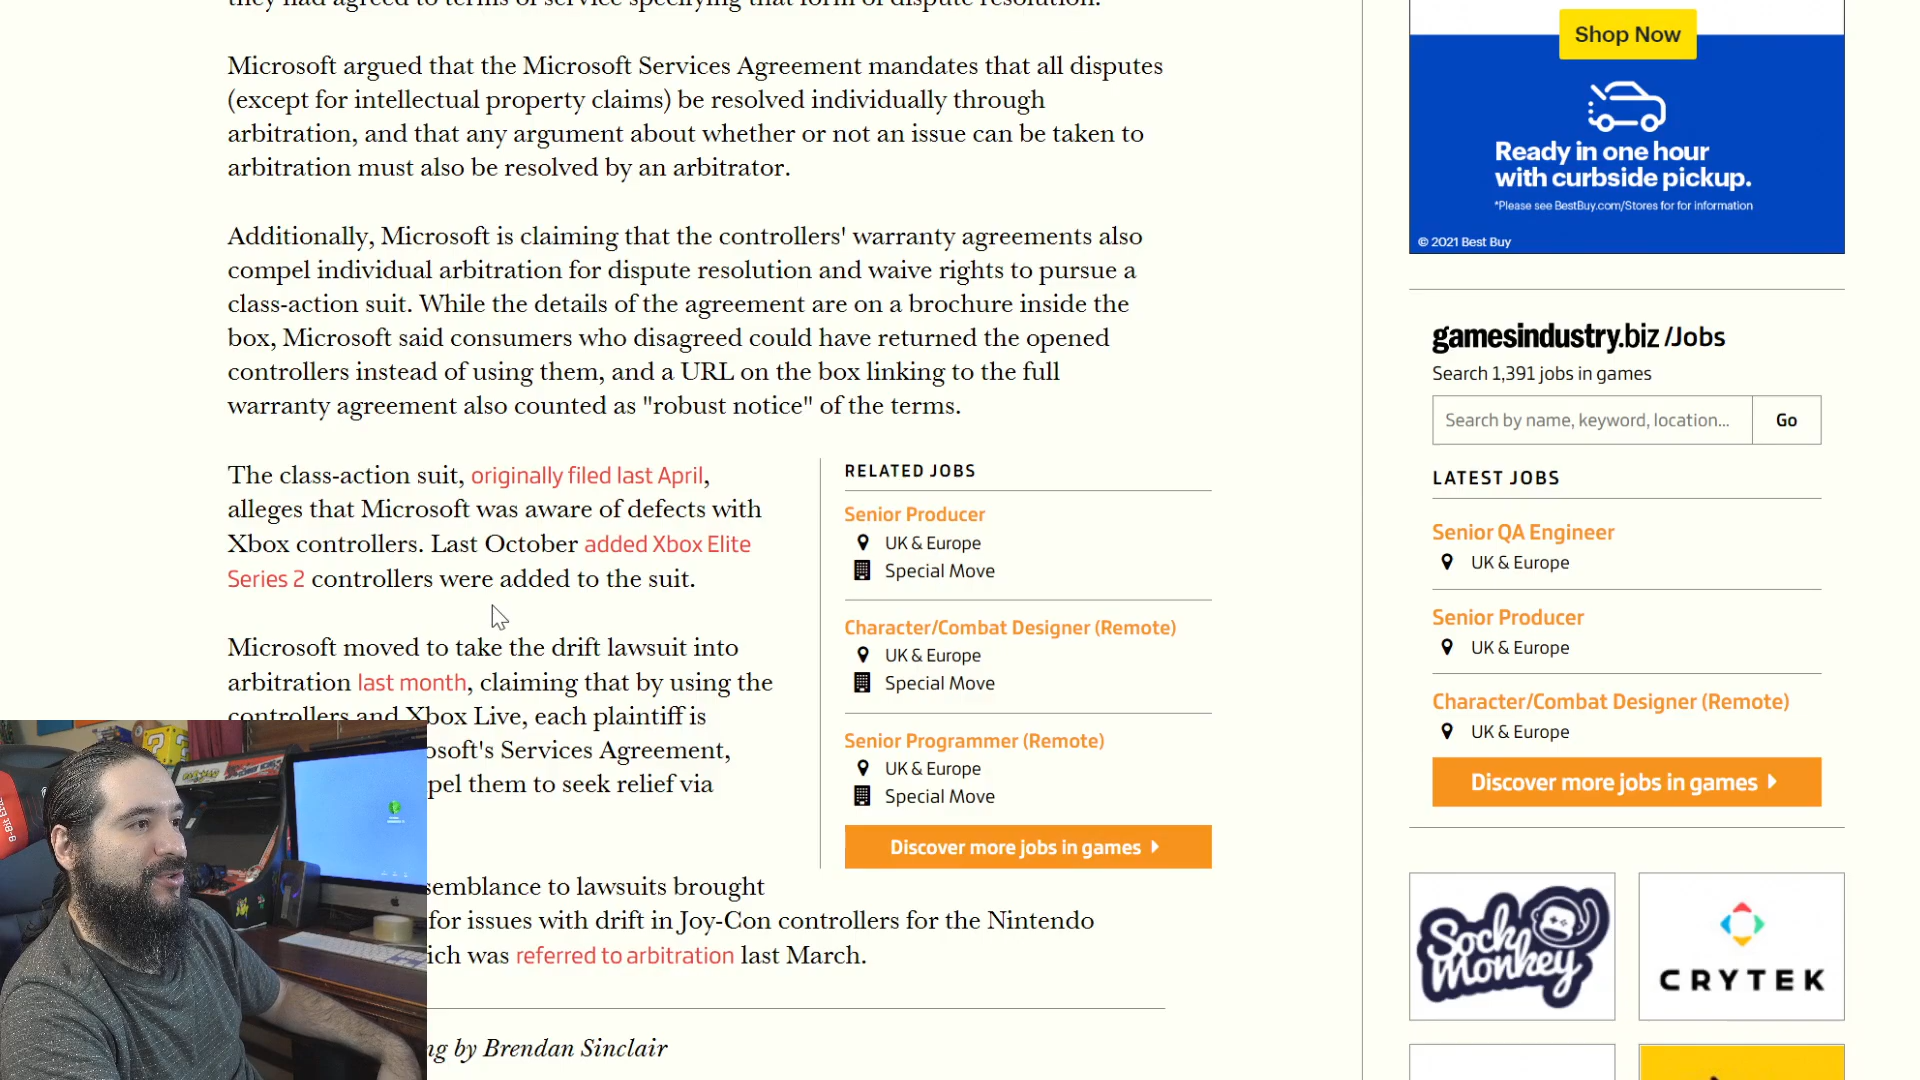 they had agreed to terms of service specifying that form of dispute resolution.
Microsoft argued that the Microsoft Services Agreement mandates that all disputes
(except for intellectual property claims) be resolved individually through
arbitration, and that any argument about whether or not an issue can be taken to
arbitration must also be resolved by an arbitrator.
Additionally, Microsoft is claiming that the controllers' warranty agreements also
compel individual arbitration for dispute resolution and waive rights to pursue a
class-action suit. While the details of the agreement are on a brochure inside the
box, Microsoft said consumers who disagreed could have returned the opened
controllers instead of using them, and a URL on the box linking to the full
warranty agreement also counted as "robust notice" of the terms.
The class-action suit, originally filed last April,
alleges that Microsoft was aware of defects with
Xbox controllers. Last October added Xbox Elite
Series 2 controllers were added to the suit.
Microsoft moved to take the drift lawsuit into
arbitration last month, claiming that by using the
controllers and Xbox Live, each plaintiff is
osoft's Services Agreement,
pel them to seek relief via
semblance to lawsuits brought
for issues with drift in Joy-Con controllers for the Nintendo
ich was referred to arbitration last March.
ng by Brendan Sinclair
RELATED JOBS
Senior Producer
UK & Europe
Special Move
Character/Combat Designer (Remote)
UK & Europe
Special Move
Senior Programmer (Remote)
UK & Europe
Special Move
Discover more jobs in games
Shop Now
Ready in one hour
with curbside pickup.
*Please see BestBuy.com/Stores for for information
© 2021 Best Buy
gamesindustry.biz /Jobs
Search 1,391 jobs in games
Search by name, keyword, location...
Go
LATEST JOBS
Senior QA Engineer
UK & Europe
Senior Producer
UK & Europe
Character/Combat Designer (Remote)
UK & Europe
Discover more jobs in games
Sock
Monkey
CRYTEK